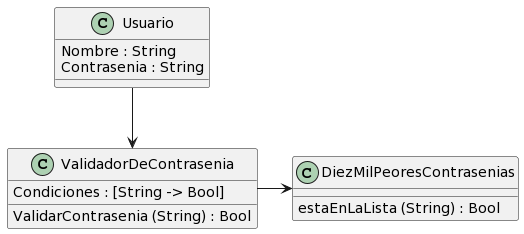 C Usuario
Nombre : String
Contrasenia : String
C ValidadorDeContrasenia
Condiciones : [String -> Bool]
ValidarContrasenia (String) : Bool
C DiezMilPeoresContrasenias
estaEnLaLista (String) : Bool